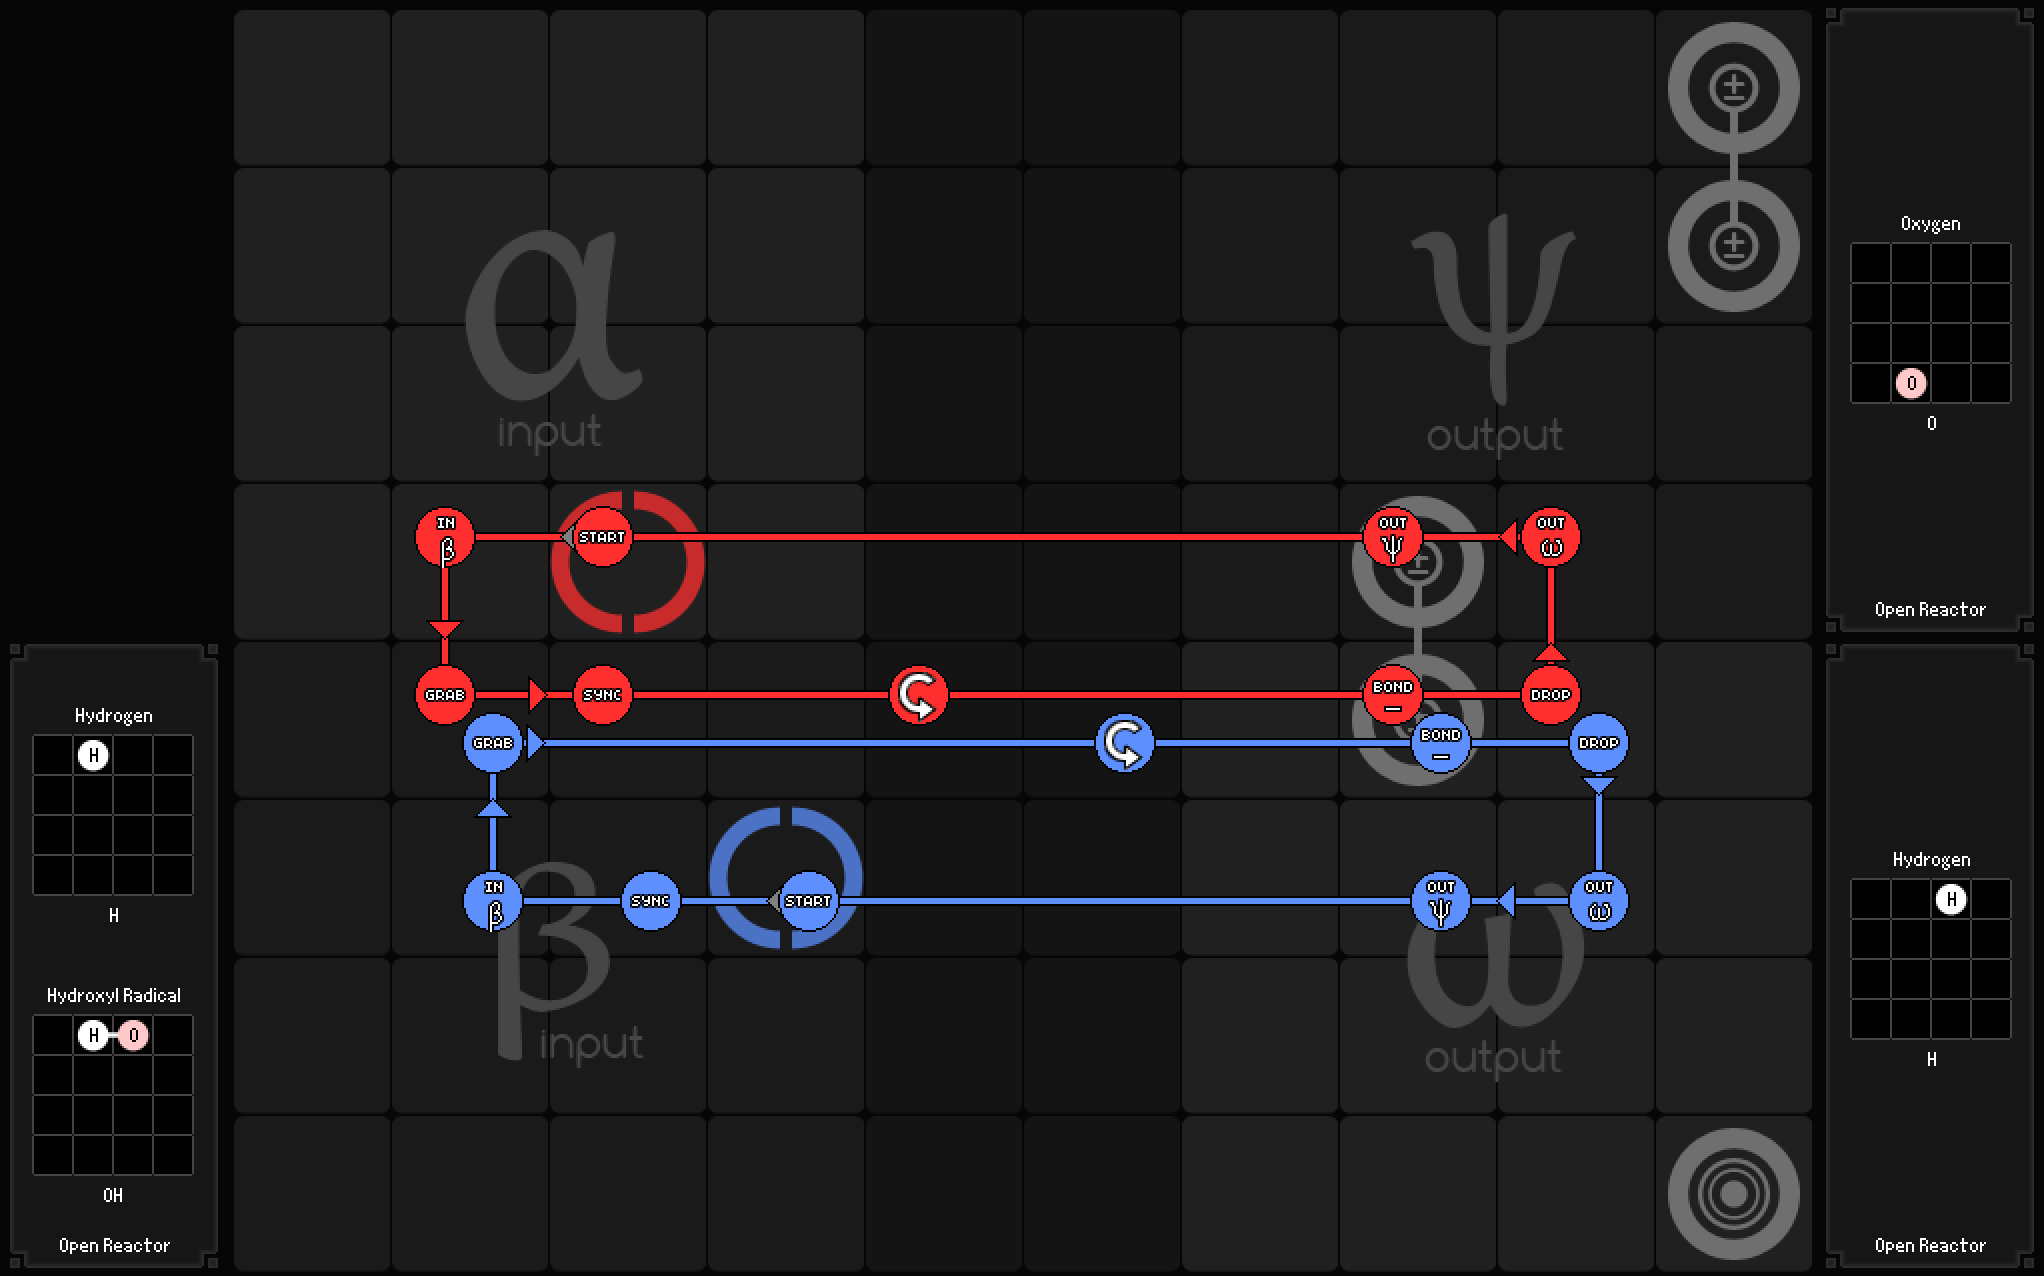 α
input
ψ
output
±
±
Oxygen
O
O
Open Reactor
IN
β
START
OUT
ψ
±
OUT
ω
GRAB
SYNC
BOND
-
DROP
GRAB
BOND
-
DROP
IN
β
SYNC
START
OUT
ψ
OUT
ω
β
input
ω
output
Hydrogen
H
H
Hydroxyl Radical
H O
OH
Open Reactor
Hydrogen
H
H
Open Reactor